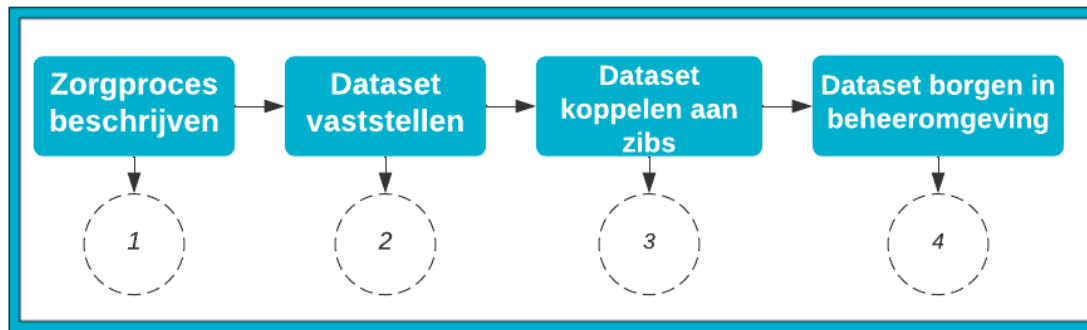 Zorgproces
beschrijven
Dataset
vaststellen
Dataset
koppelen aan
zibs
Dataset borgen in
beheeromgeving
1
2
3
4